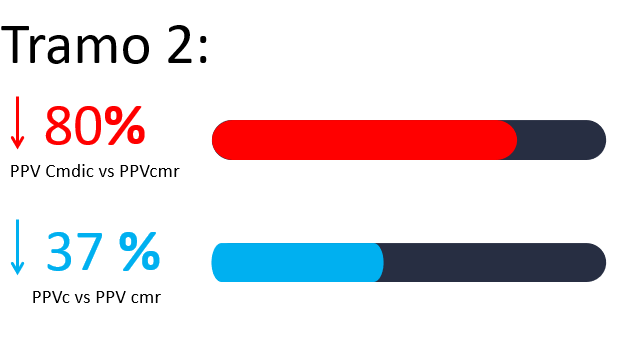 Tramo 2:
↓ 80%
PPV Cmdic vs PPVcmr
↓ 37 %
PPVc vs PPV cmr